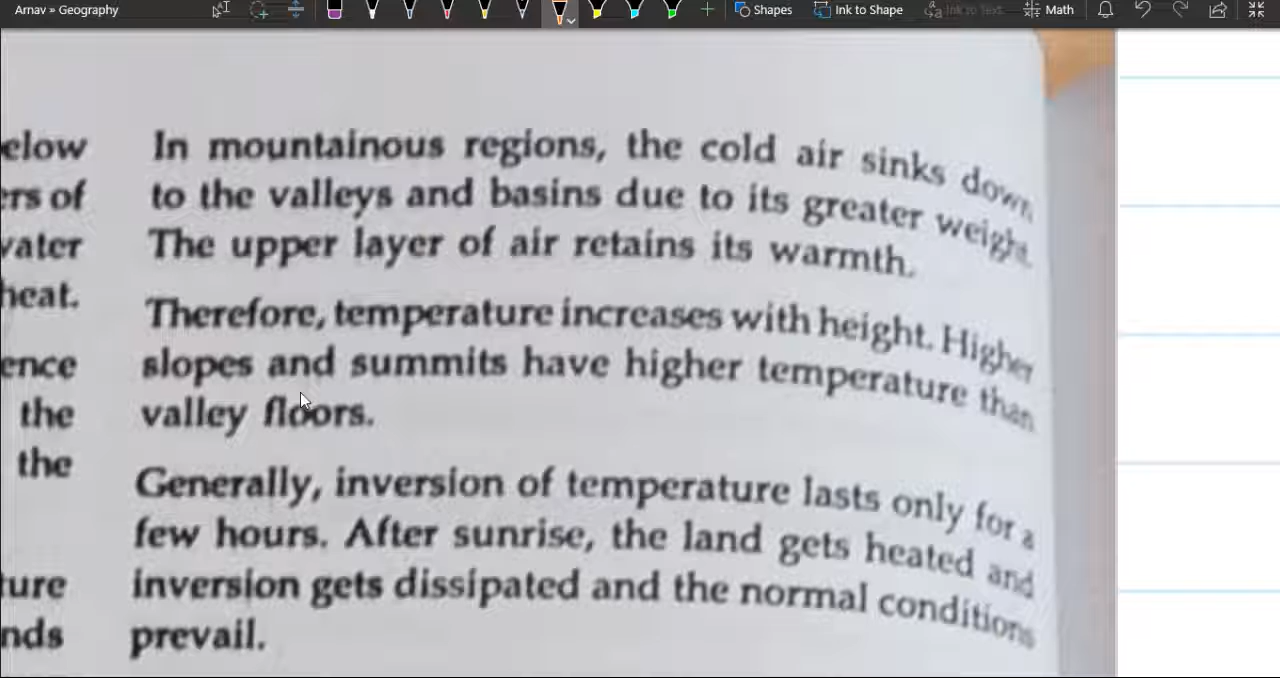 Arnav » Geography
Shapes
Ink to Shape
Ink to Text
Math
elow
ers of
vater
heat.
ence
the
the
ture
nds
In mountainous regions, the cold air sinks down
to the valleys and basins due to its greater weight.
The upper layer of air retains its warmth.
Therefore, temperature increases with height. Higher
slopes and summits have higher temperature than
valley floors.
Generally, inversion of temperature lasts only for a
few hours. After sunrise, the land gets heated and
inversion gets dissipated and the normal conditions
prevail.